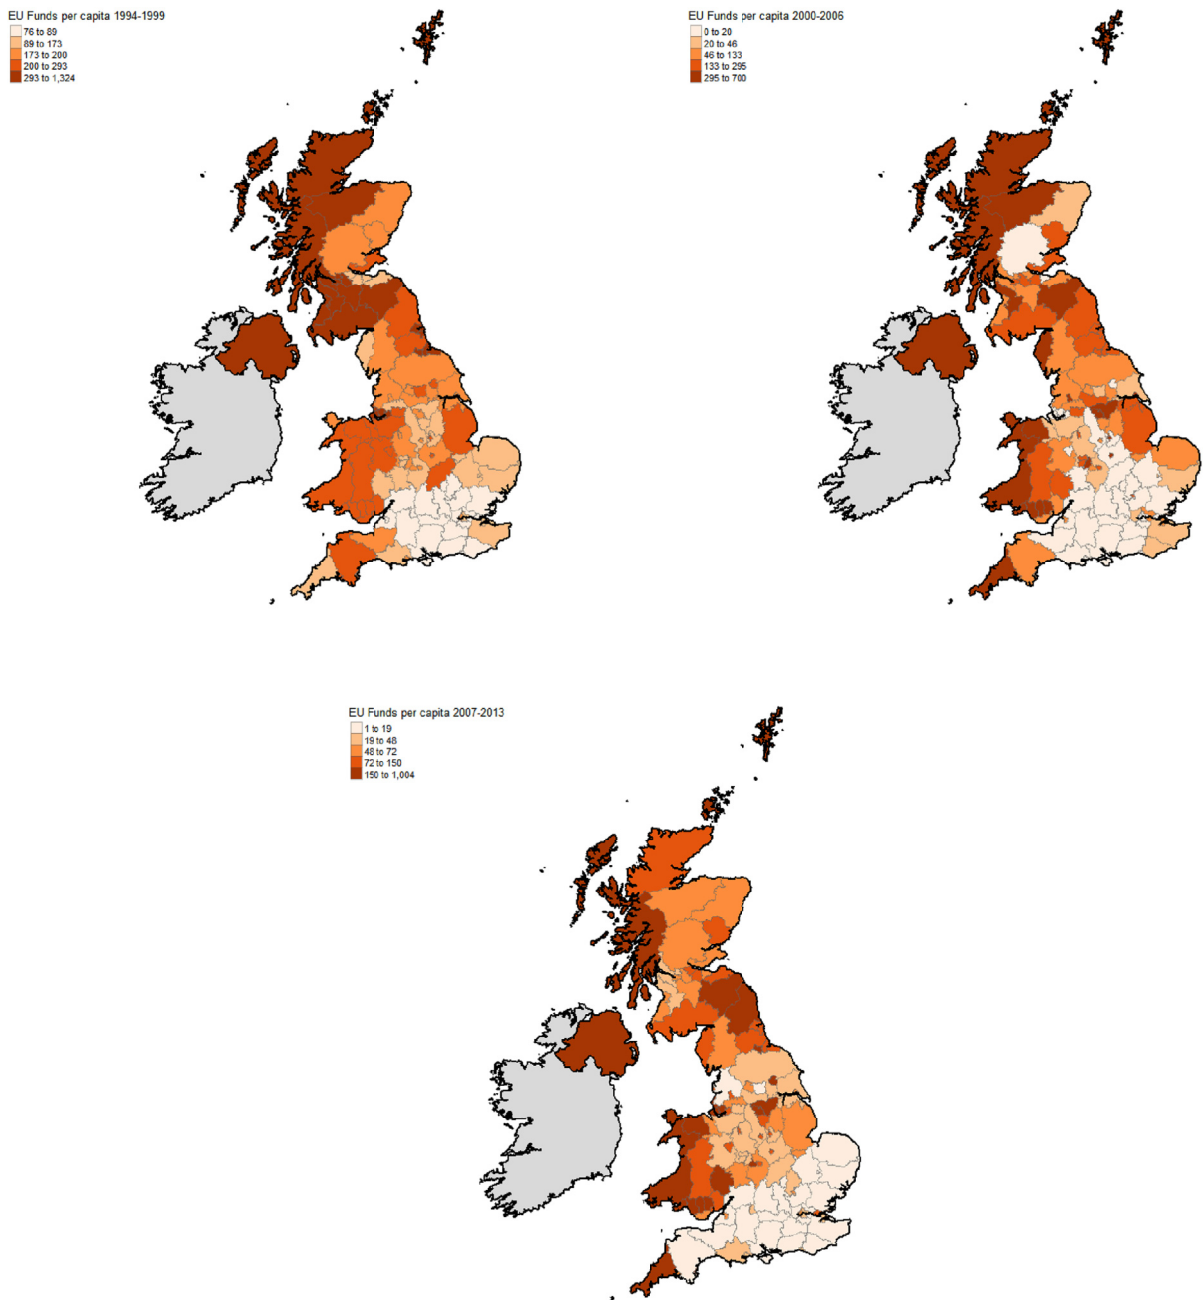 EU Funds per capita 1994-1999
76 to 89
89 to 173
173 to 200
200 to 293
293 to 1,324
EU Funds per capita 2000-2006
0 to 20
20 to 46
46 to 133
133 to 295
295 to 700
EU Funds per capita 2007-2013
1 to 19
19 to 48
48 to 72
72 to 150
150 to 1,004